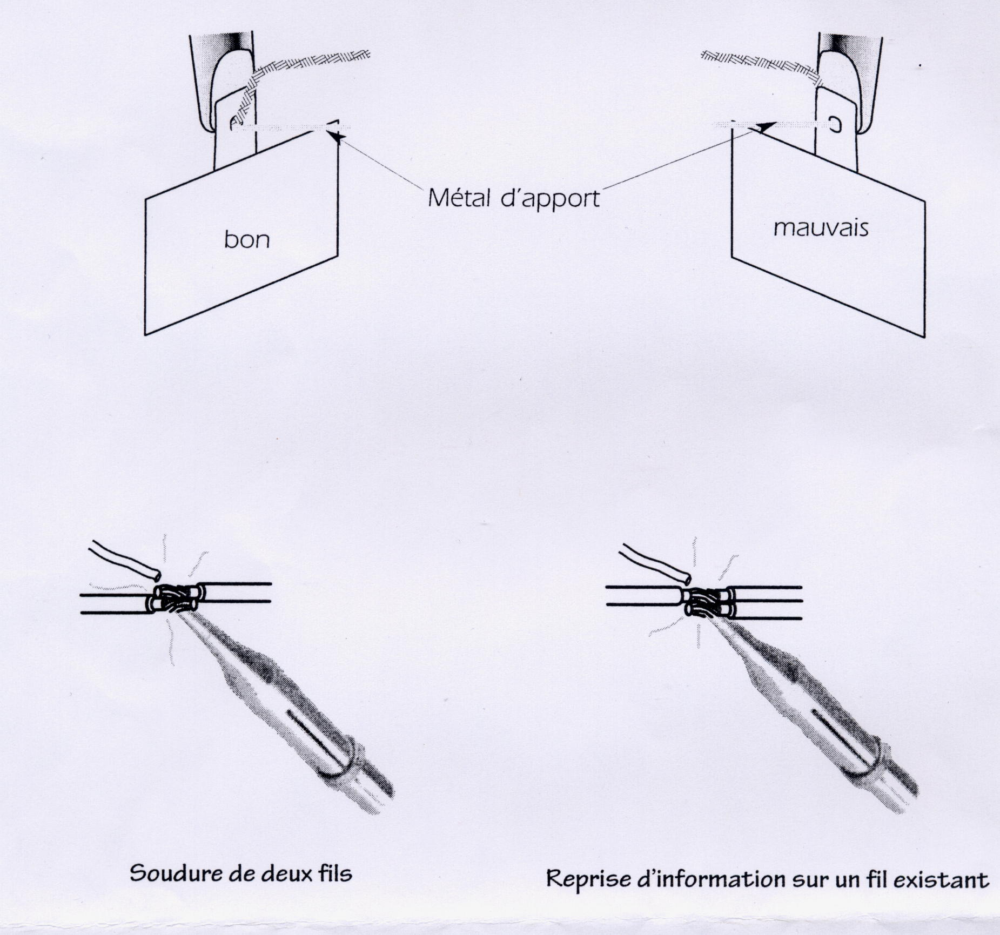 Métal d'apport
bon
mauvais
Soudure de deux fils
Reprise d'information sur un fil existant